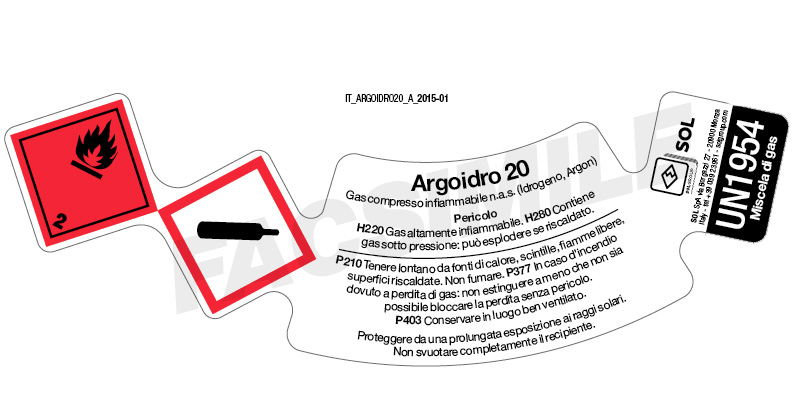 IT_ARGOIDRO20_A_2015-01
FACSIMILE
2
Argoidro 20
Gas compresso infiammabile n.a.s. (Idrogeno, Argon)
Pericolo
H220 Gas altamente infiammabile. H280 Contiene
gas sotto pressione: può esplodere se riscaldato.
P210 Tenere lontano da fonti di calore, scintille, fiamme libere,
superfici riscaldate. Non fumare. P377 In caso d'incendio
dovuto a perdita di gas: non estinguere a meno che non sia
possibile bloccare la perdita senza pericolo.
P403 Conservare in luogo ben ventilato.
Proteggere da una prolungata esposizione ai raggi solari.
Non svuotare completamente il recipiente.
SOL
SOL SpA via Borgazzi 27 - 20900 Monza
Italy - tel +39 039 23961 - solgroup.com
UN1954
Miscela di gas